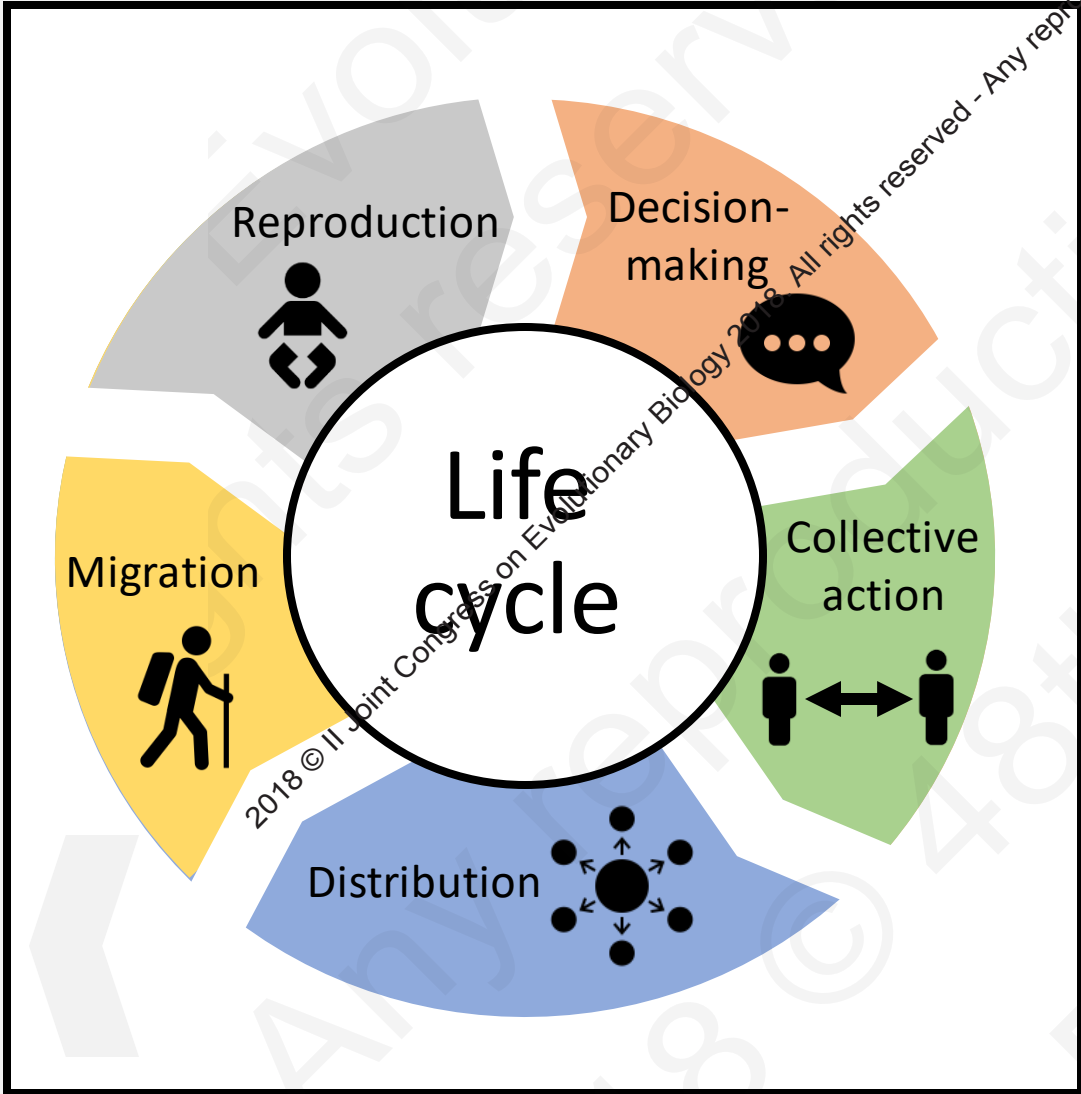 Reproduction
Decision-
making
Collective
action
Distribution
Migration
Life
cycle
2018 © II Joint Congress on Evolutionary Biology 2018. All rights reserved - Any repr